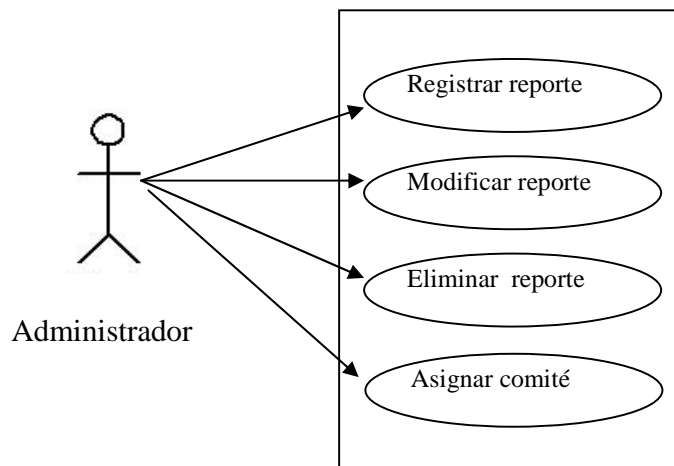 Registrar reporte
Modificar reporte
Eliminar reporte
Administrador
Asignar comité